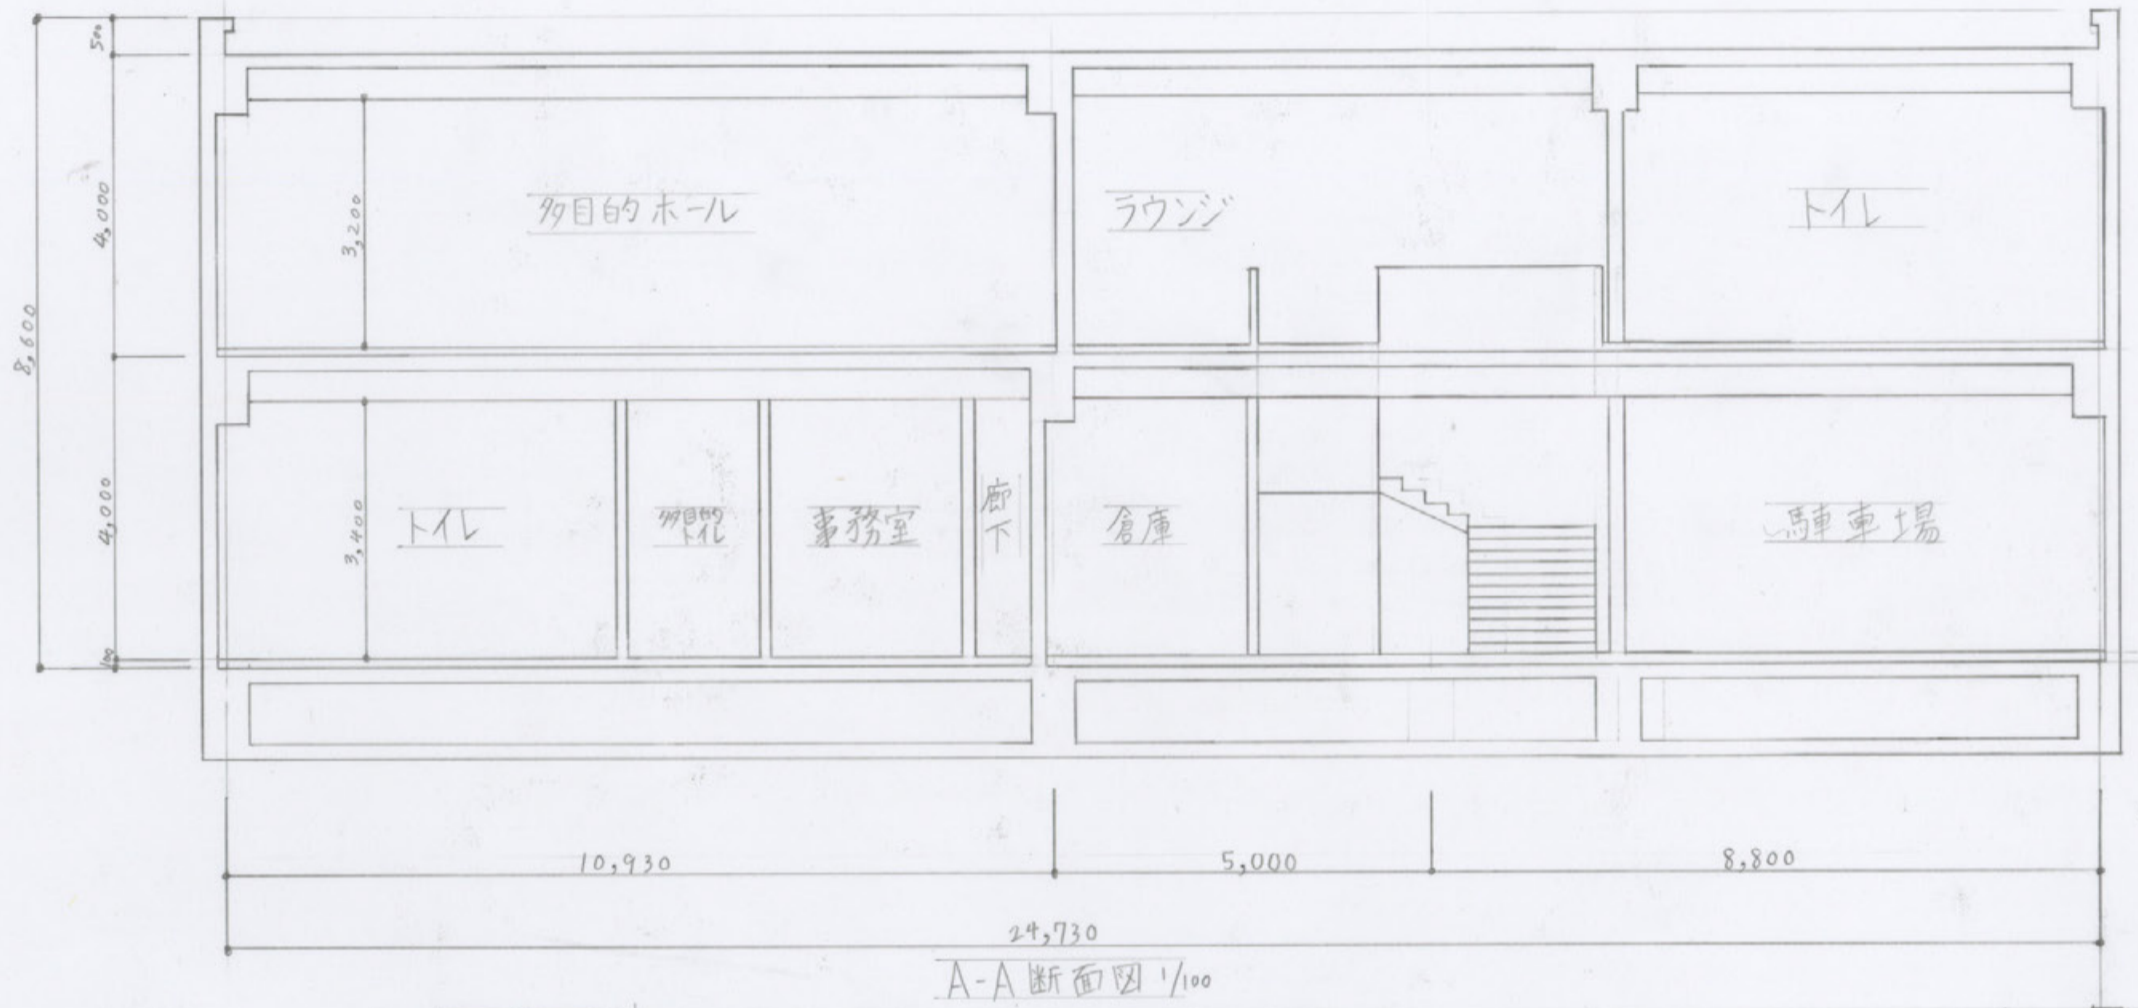 500
4,000
8,600
4,000
100
3,200
多目的ホール
ラウンジ
トイレ
3,400
トイレ
多目的
トイレ
事務室
廊
下
倉庫
駐車場
10,930
5,000
8,800
24,730
A-A 断面図 1/100